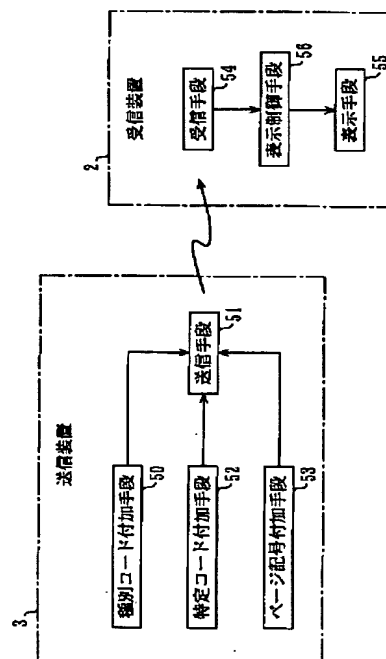 3
送信装置
種別コード付加手段
50
特定コード付加手段
52
ページ記号付加手段
53
送信手段
51
2
受信装置
受信手段
54
表示制御手段
56
表示手段
55